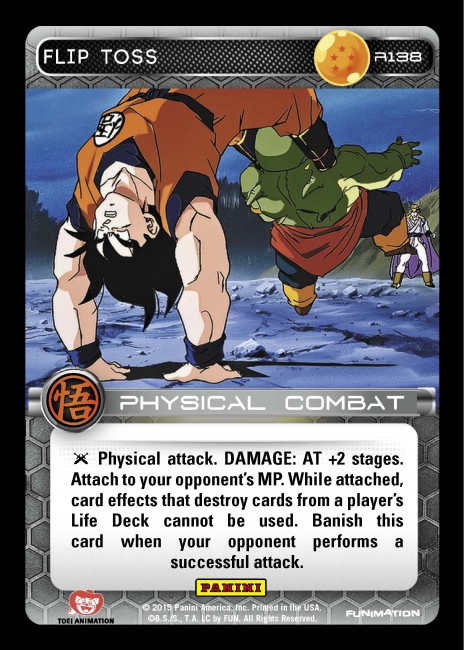 FLIP TOSS
R138
悟
PHYSICAL COMBAT
Physical attack. DAMAGE: AT +2 stages.
Attach to your opponent's MP. While attached,
card effects that destroy cards from a player's
Life Deck cannot be used. Banish this
card when your opponent performs a
successful attack.
PANINI
© 2015 Panini America, Inc. Printed in the USA.
©B.S./S., T.A. LC by FUN. All Rights Reserved.
TOEI ANIMATION
FUNIMATION